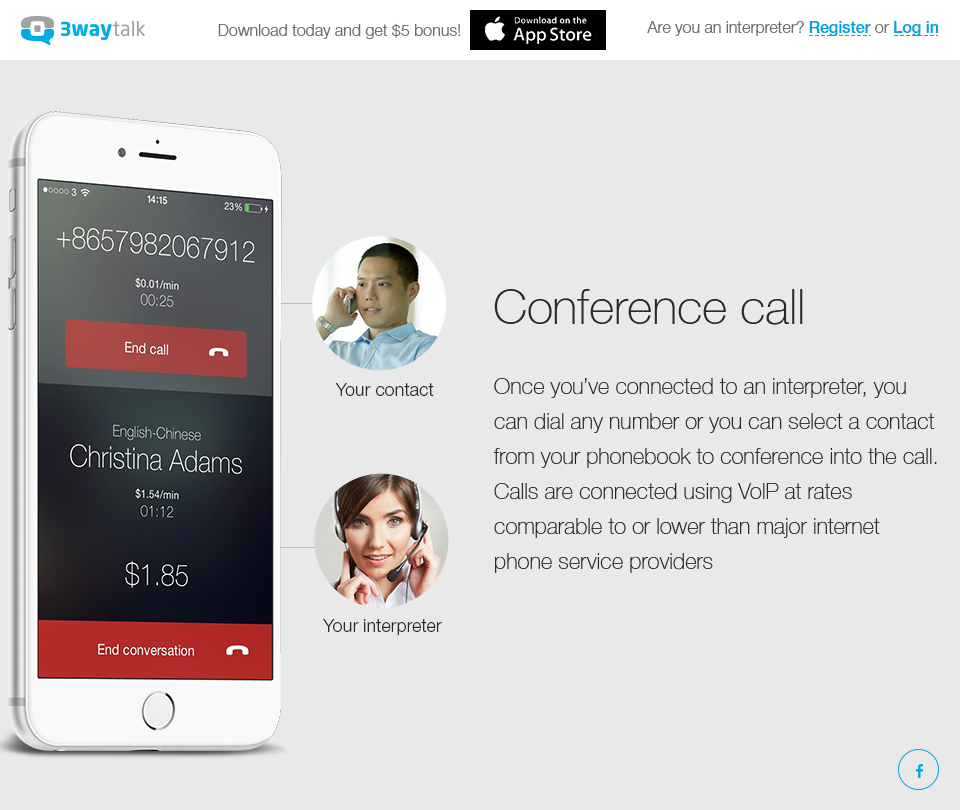 3waytalk
Download today and get $5 bonus!
Download on the
App Store
Are you an interpreter? Register or Log in
3
14:15
23%
+8657982067912
$0.01/min
00:25
End call
English-Chinese
Christina Adams
$1.54/min
01:12
$1.85
End conversation
Your contact
Your interpreter
Conference call
Once you’ve connected to an interpreter, you
can dial any number or you can select a contact
from your phonebook to conference into the call.
Calls are connected using VoIP at rates
comparable to or lower than major internet
phone service providers
f